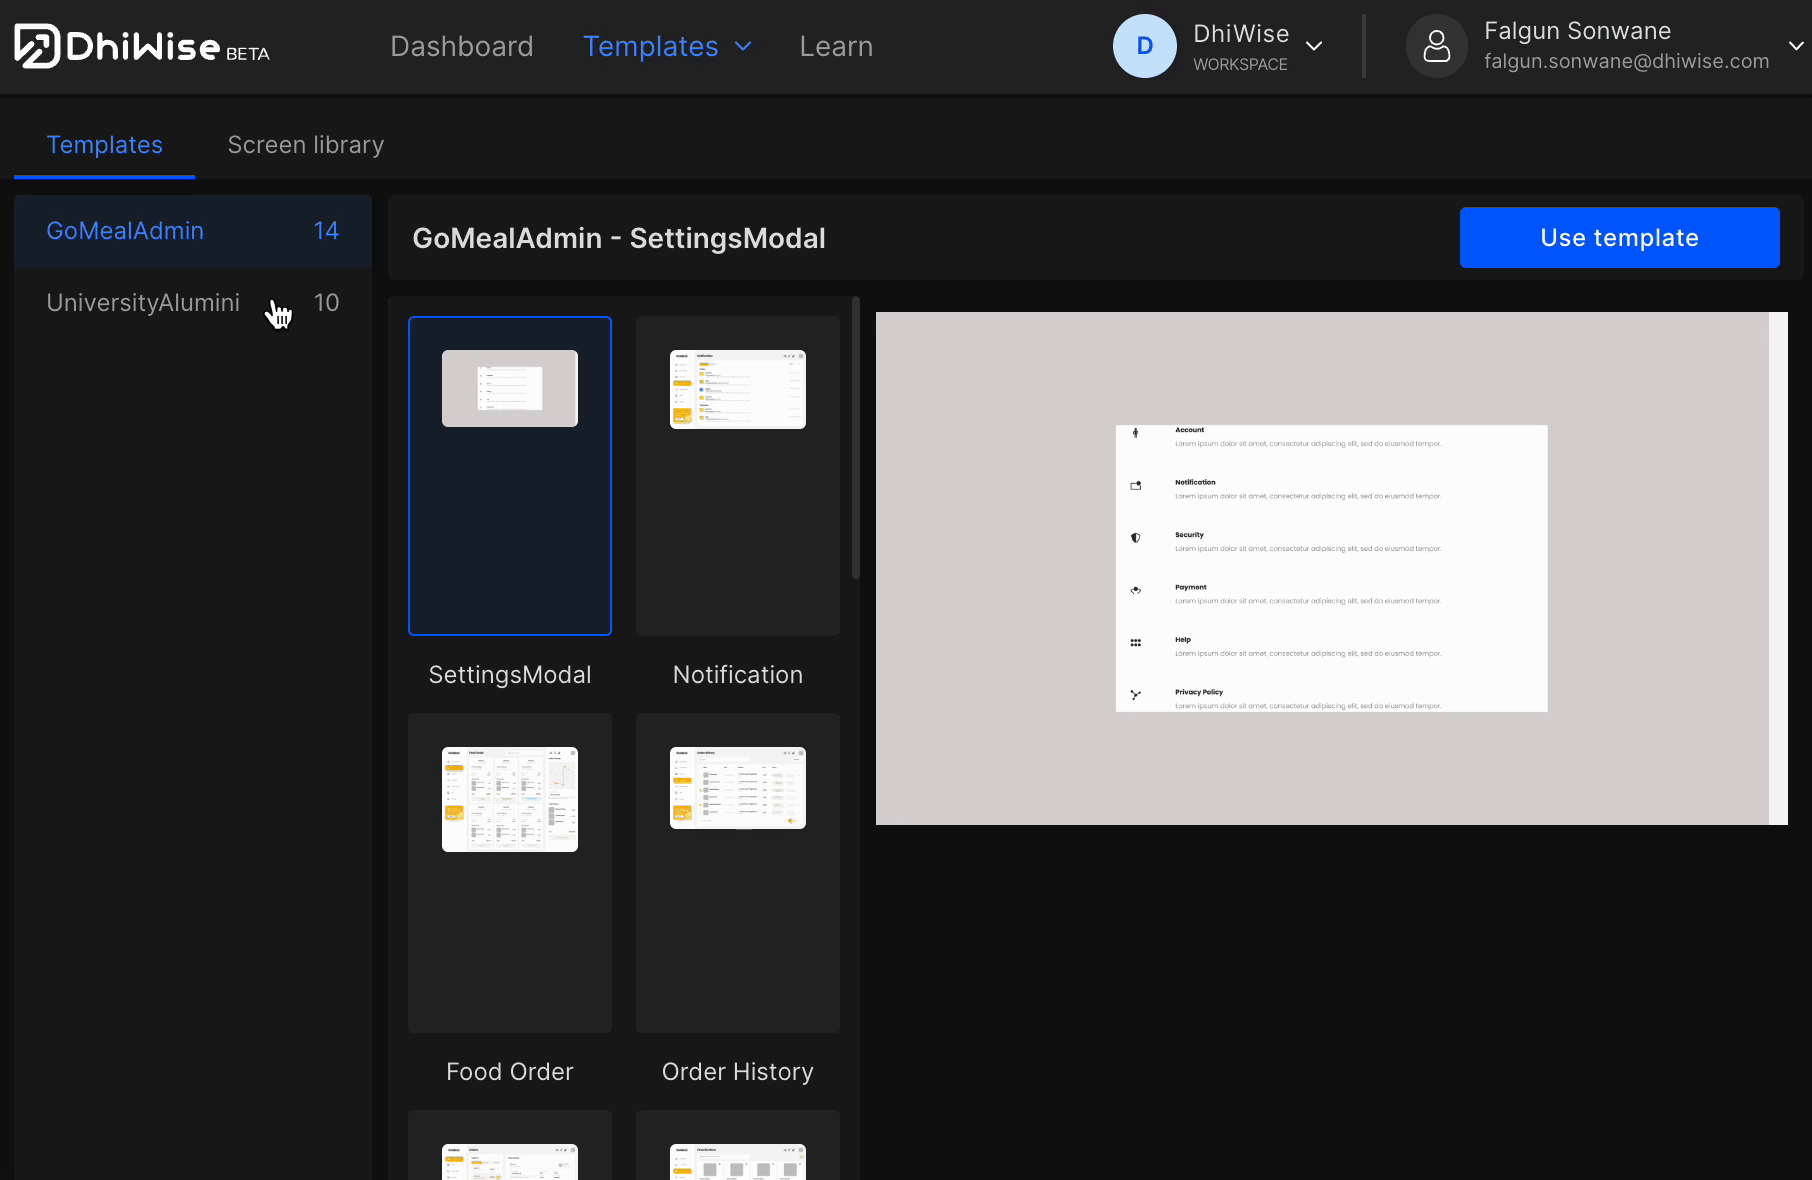 DhiWise BETA
Dashboard
Templates
Learn
D
DhiWise
WORKSPACE
Falgun Sonwane
falgun.sonwane@dhiwise.com
Templates
Screen library
GoMealAdmin 14
UniversityAlumini 10
GoMealAdmin - SettingsModal
Use template
SettingsModal
Notification
Food Order
Order History
Account
Lorem ipsum dolor sit amet, consectetur adipiscing elit, sed do eiusmod tempor.
Notification
Lorem ipsum dolor sit amet, consectetur adipiscing elit, sed do eiusmod tempor.
Security
Lorem ipsum dolor sit amet, consectetur adipiscing elit, sed do eiusmod tempor.
Payment
Lorem ipsum dolor sit amet, consectetur adipiscing elit, sed do eiusmod tempor.
Help
Lorem ipsum dolor sit amet, consectetur adipiscing elit, sed do eiusmod tempor.
Privacy Policy
Lorem ipsum dolor sit amet, consectetur adipiscing elit, sed do eiusmod tempor.